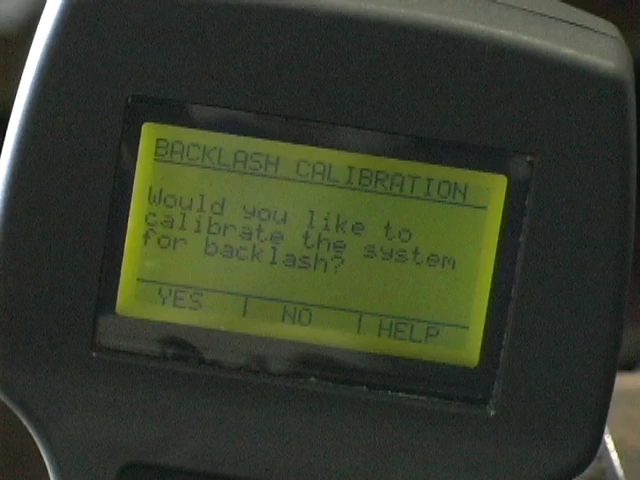 BACKLASH CALIBRATION
Would you like to
calibrate the system
for backlash?
YES | NO | HELP